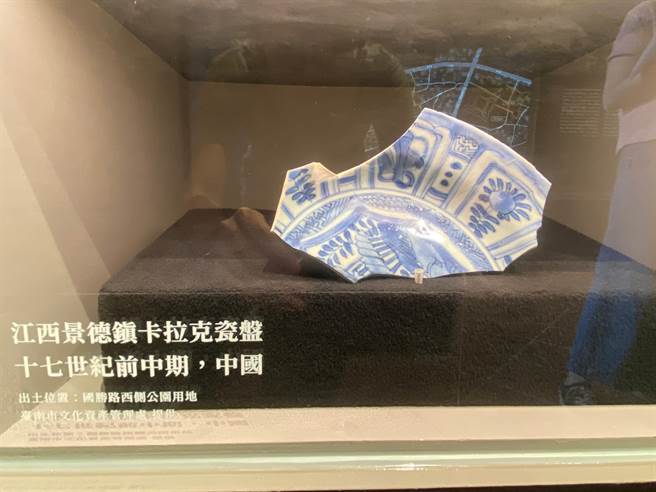 江西景德鎮卡拉克瓷盤
十七世紀前中期，中國
出土位置：國勝路西側公園用地
臺南市文化資產管理處 提供